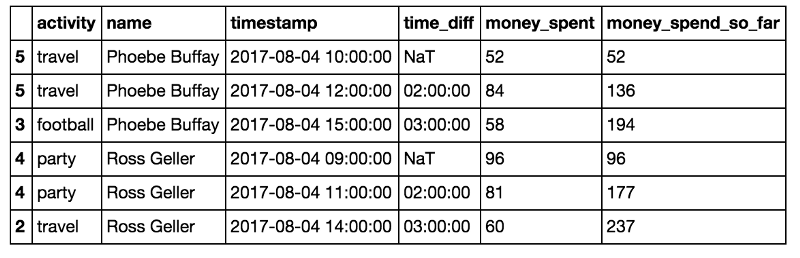 activity name timestamp time_diff money_spent money_spend_so_far
5 travel Phoebe Buffay 2017-08-04 10:00:00 NaT 52 52
5 travel Phoebe Buffay 2017-08-04 12:00:00 02:00:00 84 136
3 football Phoebe Buffay 2017-08-04 15:00:00 03:00:00 58 194
4 party Ross Geller 2017-08-04 09:00:00 NaT 96 96
4 party Ross Geller 2017-08-04 11:00:00 02:00:00 81 177
2 travel Ross Geller 2017-08-04 14:00:00 03:00:00 60 237